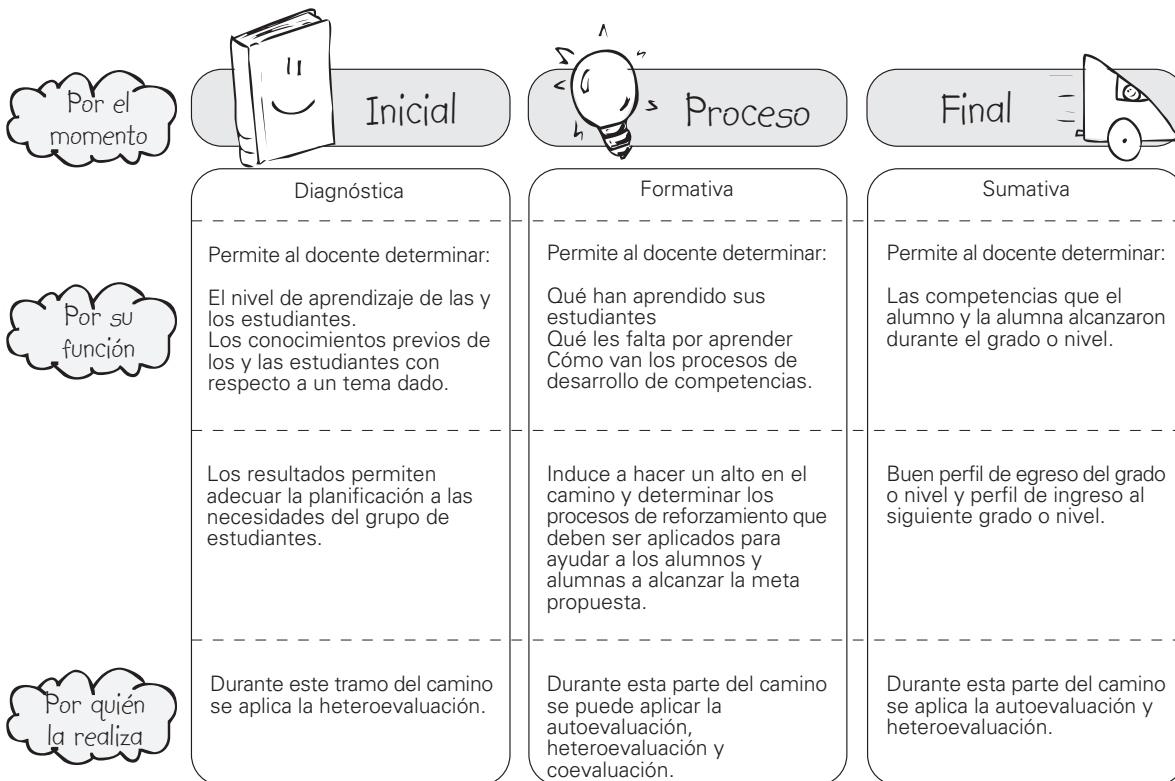 Por el
momento
Inicial
Proceso
Final
Diagnóstica
Formativa
Sumativa
Por su
función
Permite al docente determinar:
El nivel de aprendizaje de las y
los estudiantes.
Los conocimientos previos de
los y las estudiantes con
respecto a un tema dado.
Permite al docente determinar:
Qué han aprendido sus
estudiantes
Qué les falta por aprender
Cómo van los procesos de
desarrollo de competencias.
Permite al docente determinar:
Las competencias que el
alumno y la alumna alcanzaron
durante el grado o nivel.
Los resultados permiten
adecuar la planificación a las
necesidades del grupo de
estudiantes.
Induce a hacer un alto en el
camino y determinar los
procesos de reforzamiento que
deben ser aplicados para
ayudar a los alumnos y
alumnas a alcanzar la meta
propuesta.
Buen perfil de egreso del grado
o nivel y perfil de ingreso al
siguiente grado o nivel.
Por quién
la realiza
Durante este tramo del camino
se aplica la heteroevaluación.
Durante esta parte del camino
se puede aplicar la
autoevaluación,
heteroevaluación y
coevaluación.
Durante esta parte del camino
se aplica la autoevaluación y
heteroevaluación.